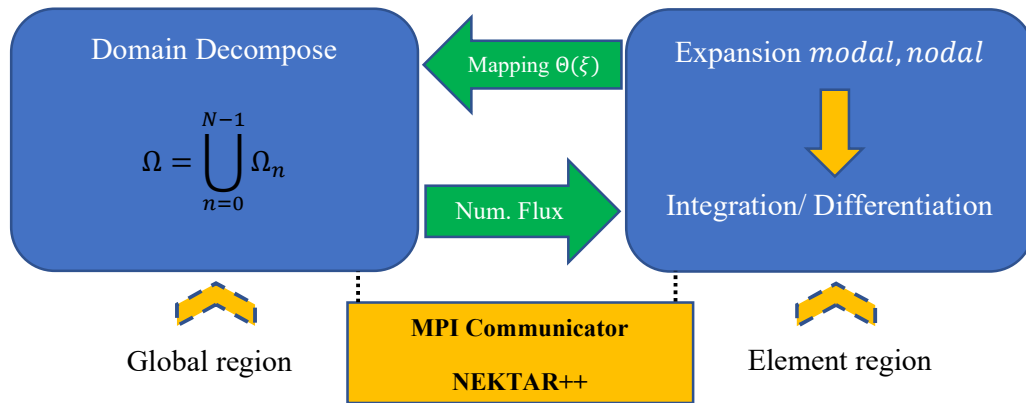 Domain Decompose
N−1
Ω = ⋃ Ωₙ
n=0
Mapping Θ(ξ)
Num. Flux
Expansion modal, nodal
Integration/ Differentiation
Global region
MPI Communicator
NEKTAR++
Element region